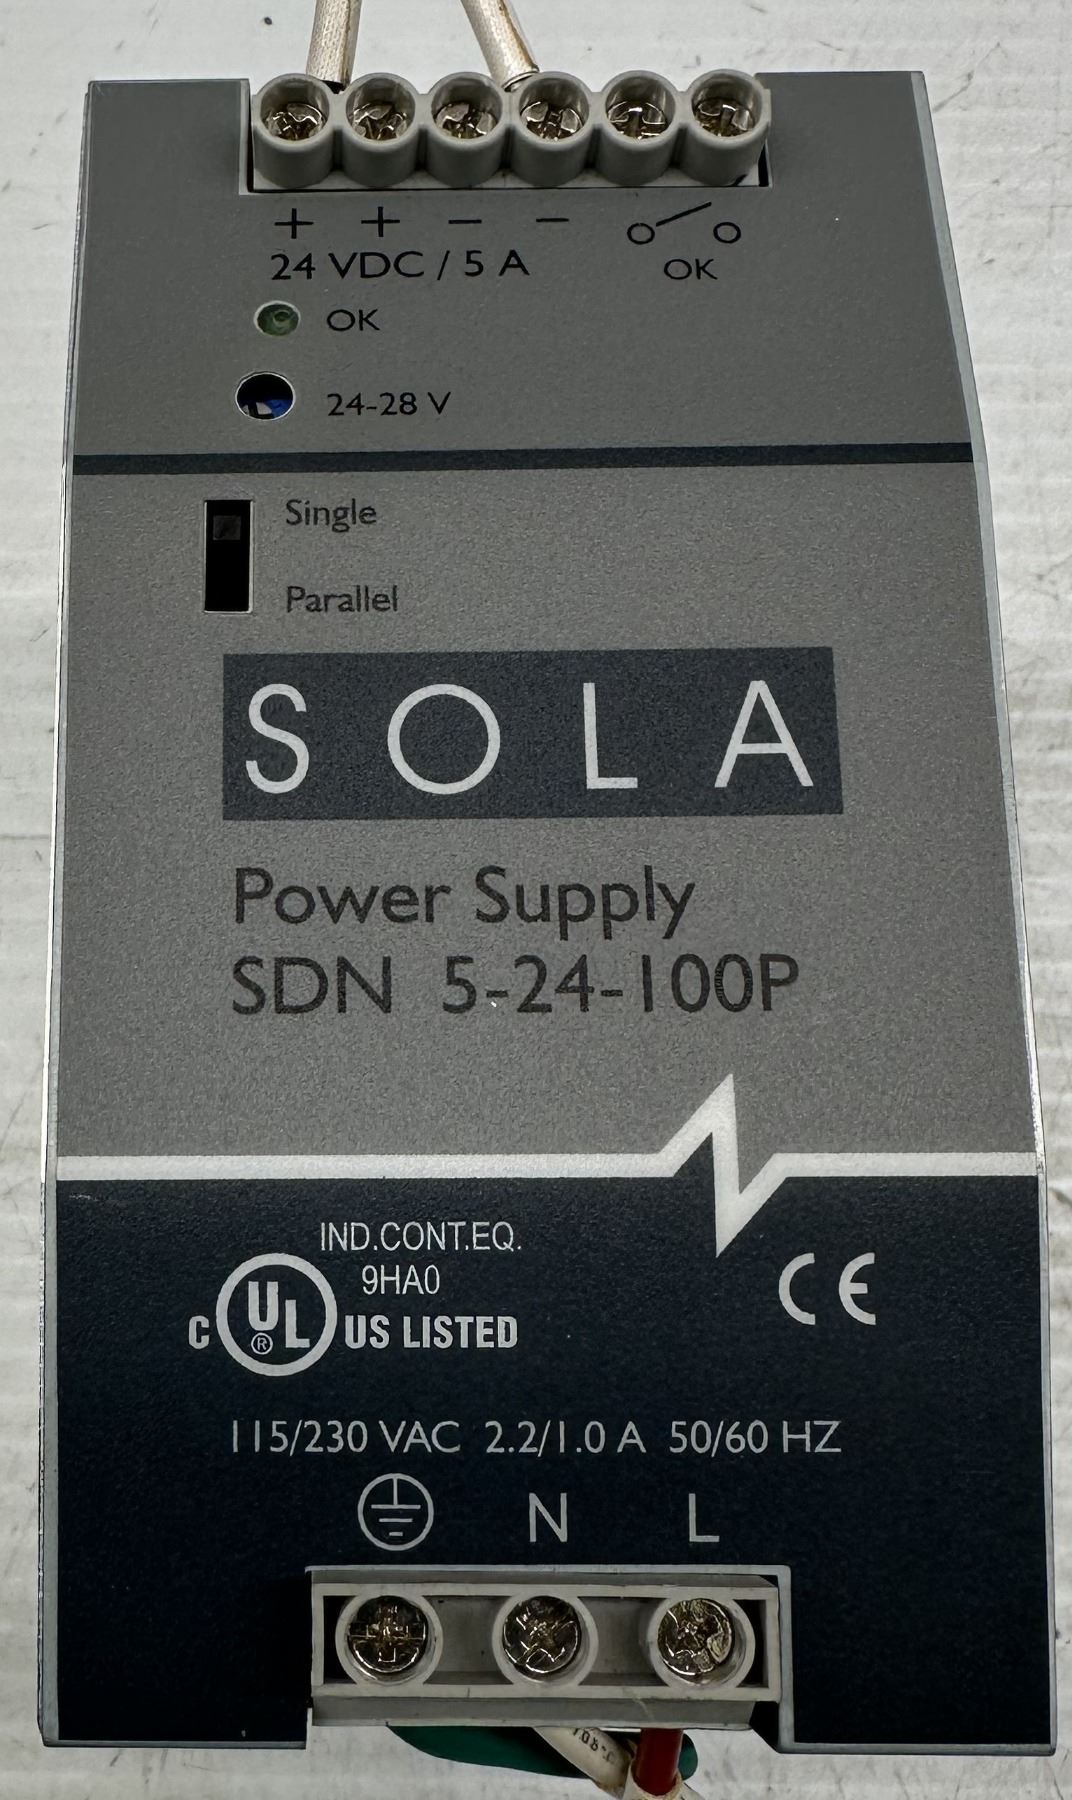 + + − −
24 VDC / 5 A
OK
OK
24-28 V
Single
Parallel
SOLA
Power Supply
SDN 5-24-100P
IND.CONT.EQ.
9HA0
C UL ® US LISTED
CE
115/230 VAC 2.2/1.0 A 50/60 HZ
N L